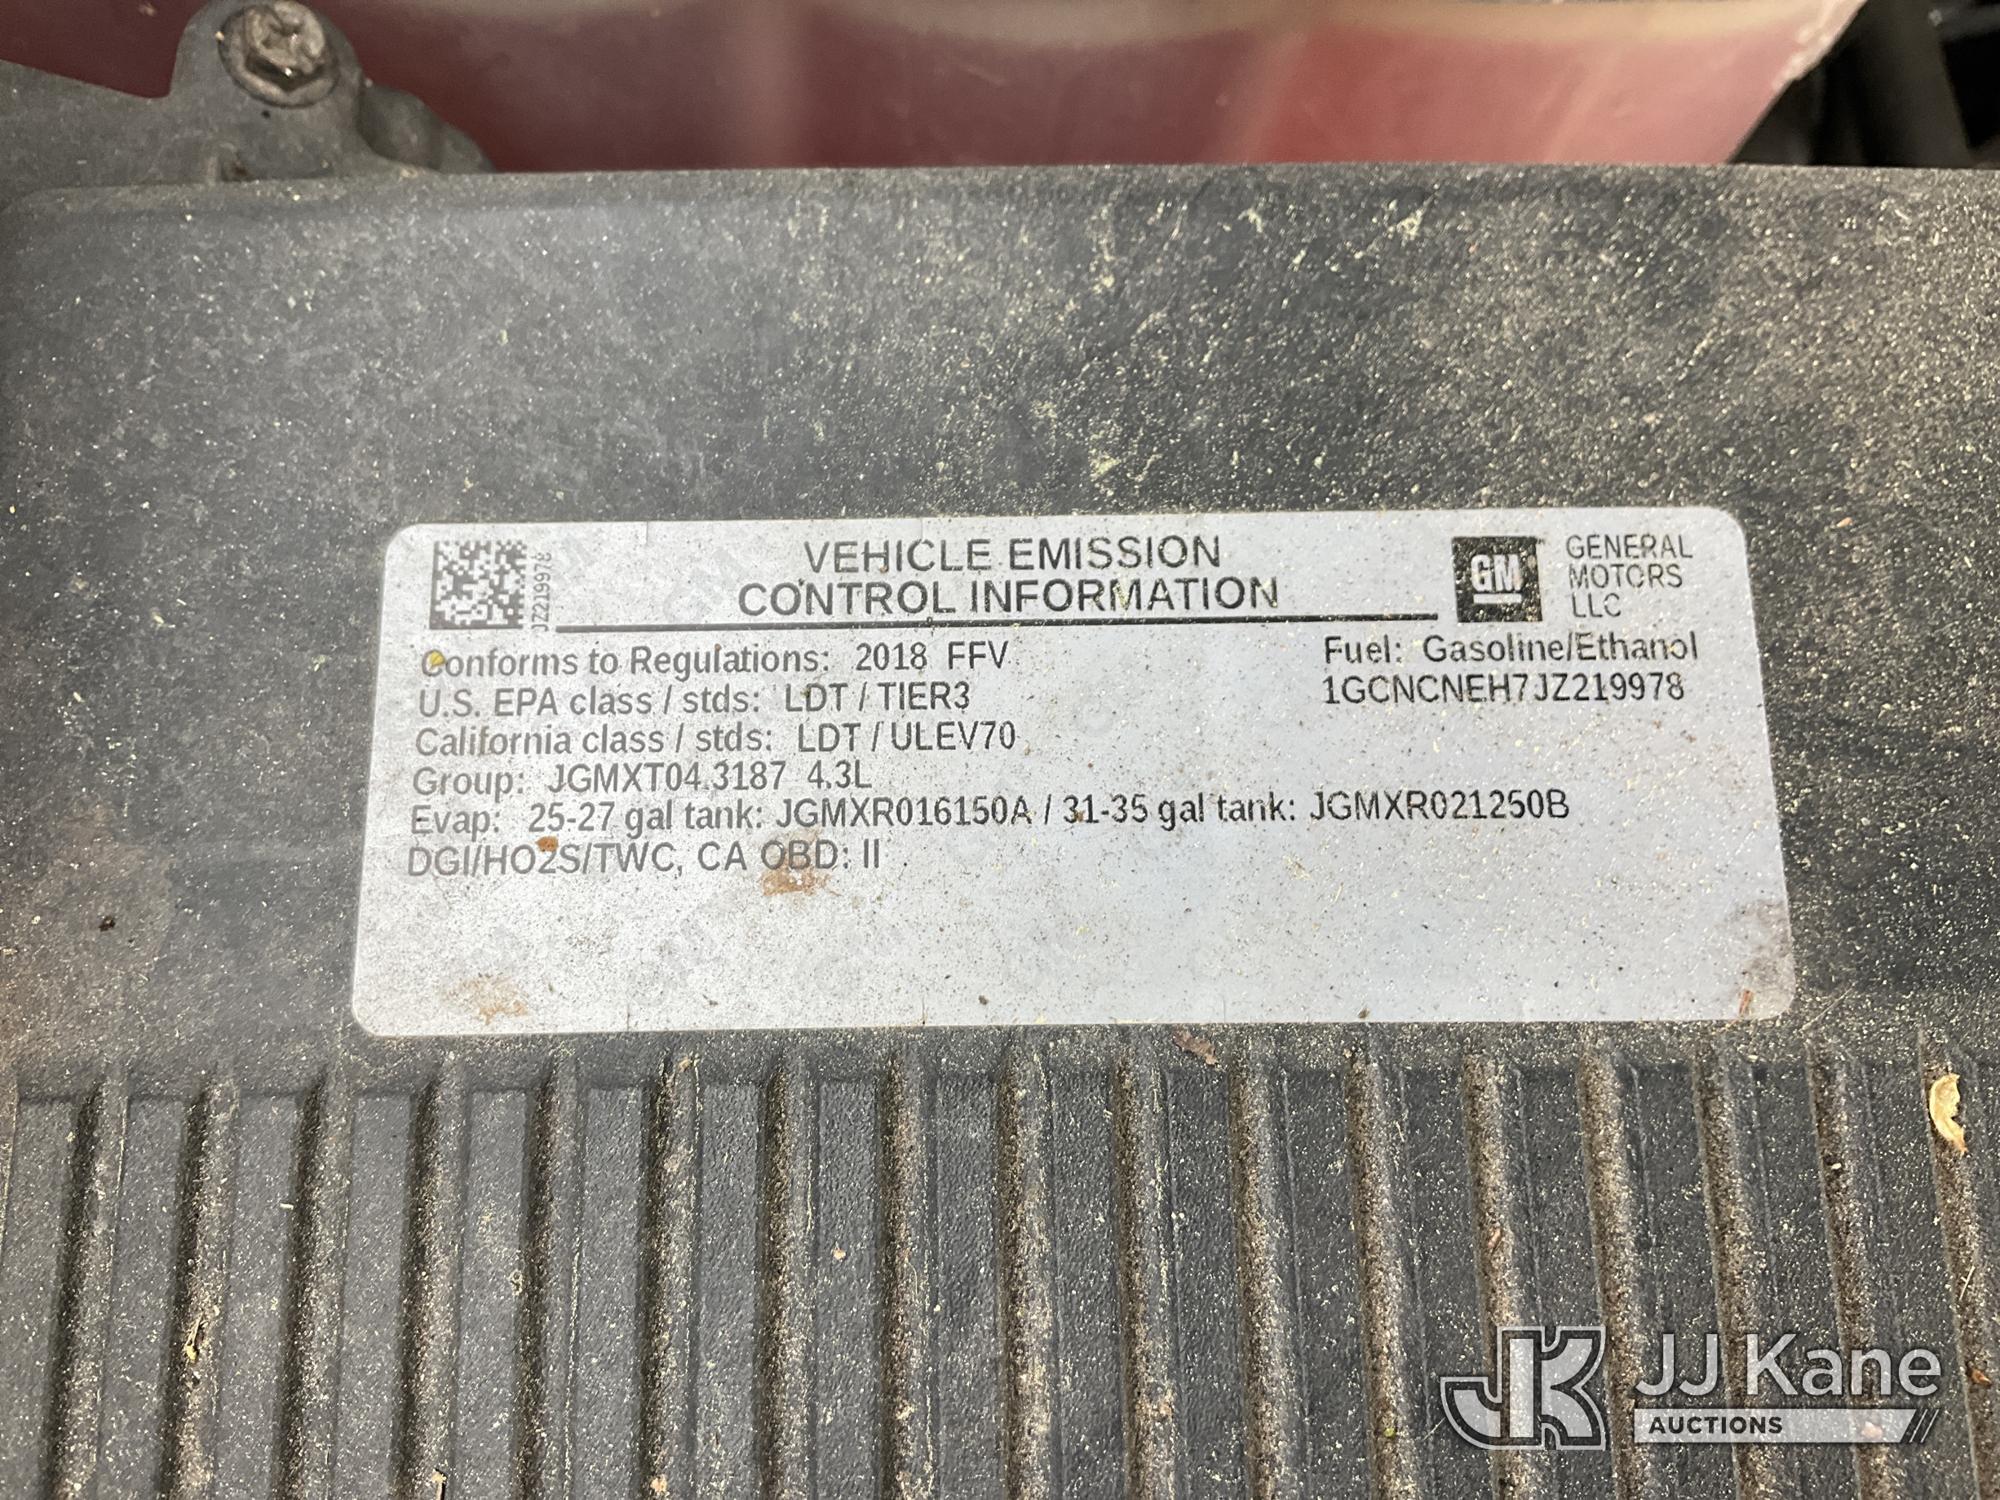 JZ219978
VEHICLE EMISSION
CONTROL INFORMATION
GM
GENERAL
MOTORS
LLC
Conforms to Regulations: 2018 FFV
Fuel: Gasoline/Ethanol
U.S. EPA class / stds: LDT / TIER3
1GCNCNEH7JZ219978
California class / stds: LDT / ULEV70
Group: JGMXT04.3187 4.3L
Evap: 25-27 gal tank: JGMXR016150A / 31-35 gal tank: JGMXR021250B
DGI/HO2S/TWC, CA OBD: II
JK JJ Kane
AUCTIONS